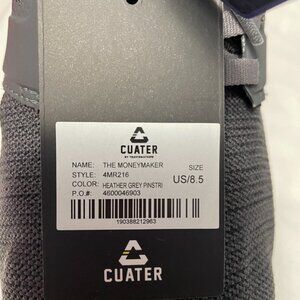 CUATER
BY TRAVISMATHEW
NAME: THE MONEYMAKER
STYLE: 4MR216
COLOR: HEATHER GREY PINSTRI
P.O.#: 4600046903
SIZE
US/8.5
190388212963
CUATER